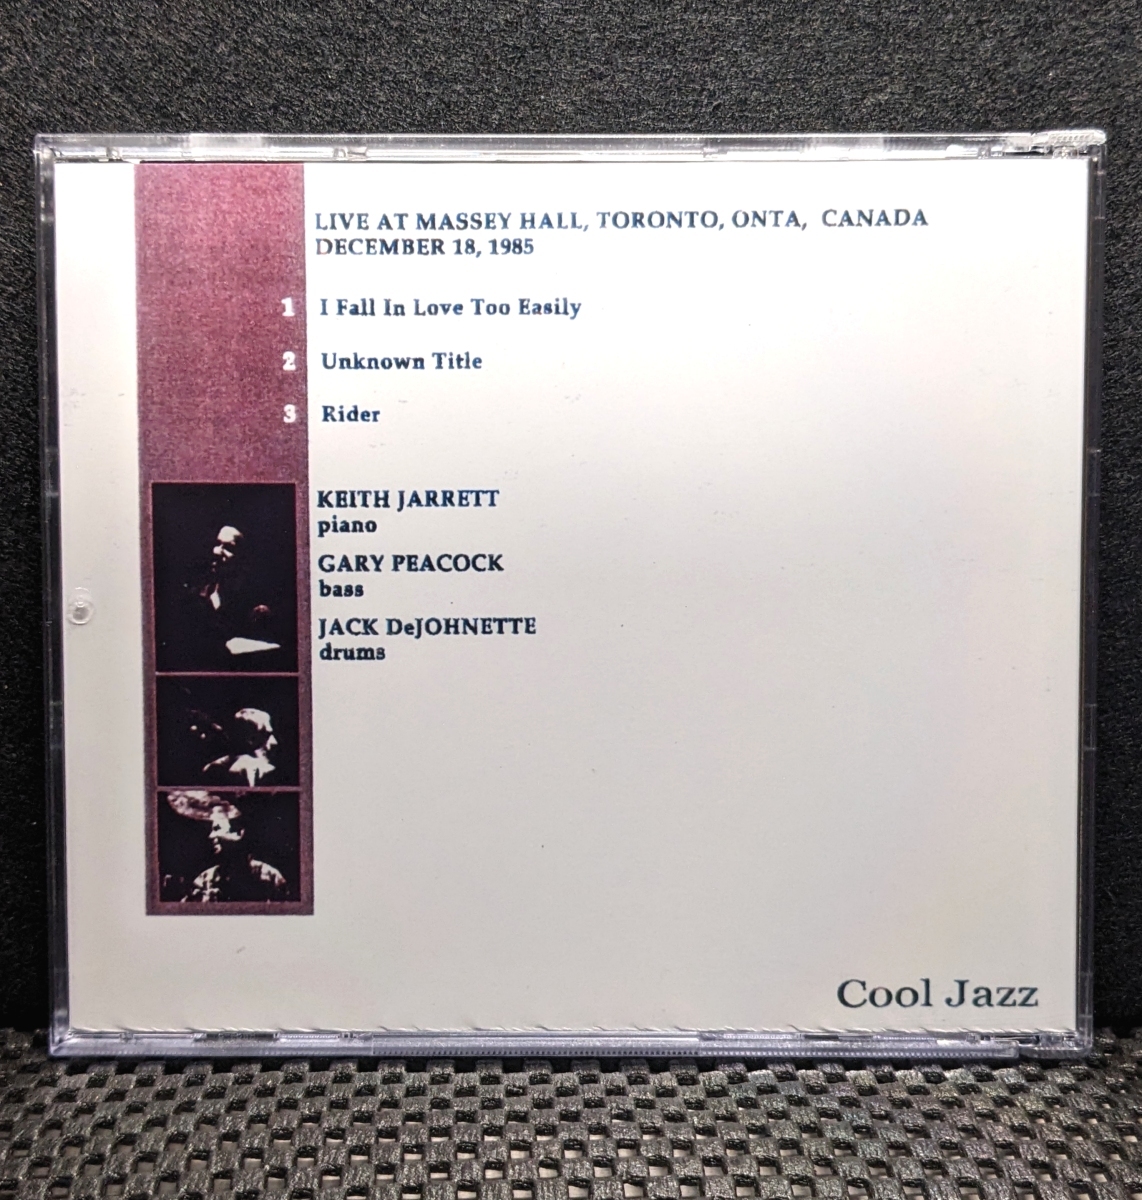 LIVE AT MASSEY HALL, TORONTO, ONTA, CANADA
DECEMBER 18, 1985
1 I Fall In Love Too Easily
2 Unknown Title
3 Rider
KEITH JARRETT
piano
GARY PEACOCK
bass
JACK DeJOHNETTE
drums
Cool Jazz